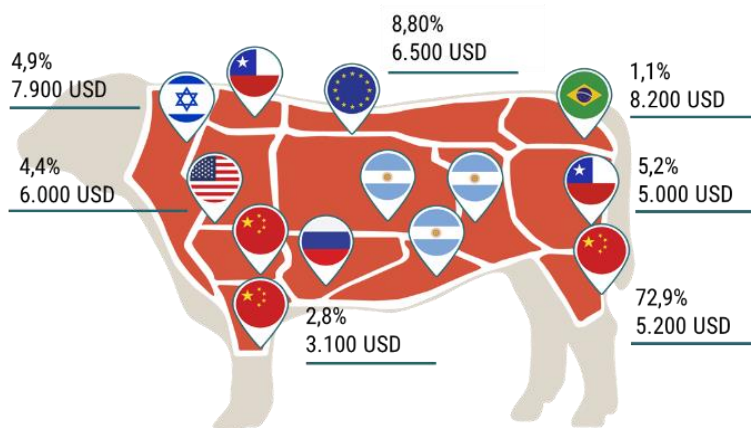 8,80%
6.500 USD
4,9%
7.900 USD
1,1%
8.200 USD
4,4%
6.000 USD
5,2%
5.000 USD
72,9%
5.200 USD
2,8%
3.100 USD